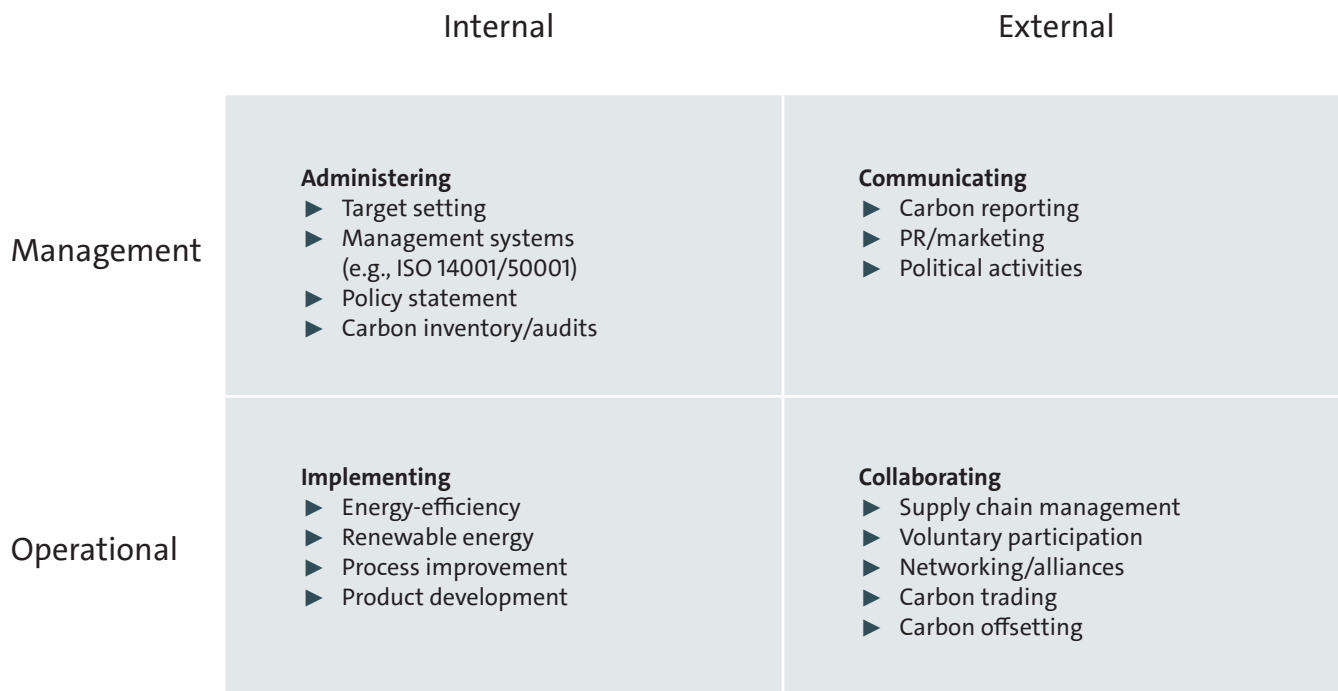 Internal
External
Management
Administering
► Target setting
► Management systems
(e.g., ISO 14001/50001)
► Policy statement
► Carbon inventory/audits
Communicating
► Carbon reporting
► PR/marketing
► Political activities
Operational
Implementing
► Energy-efficiency
► Renewable energy
► Process improvement
► Product development
Collaborating
► Supply chain management
► Voluntary participation
► Networking/alliances
► Carbon trading
► Carbon offsetting